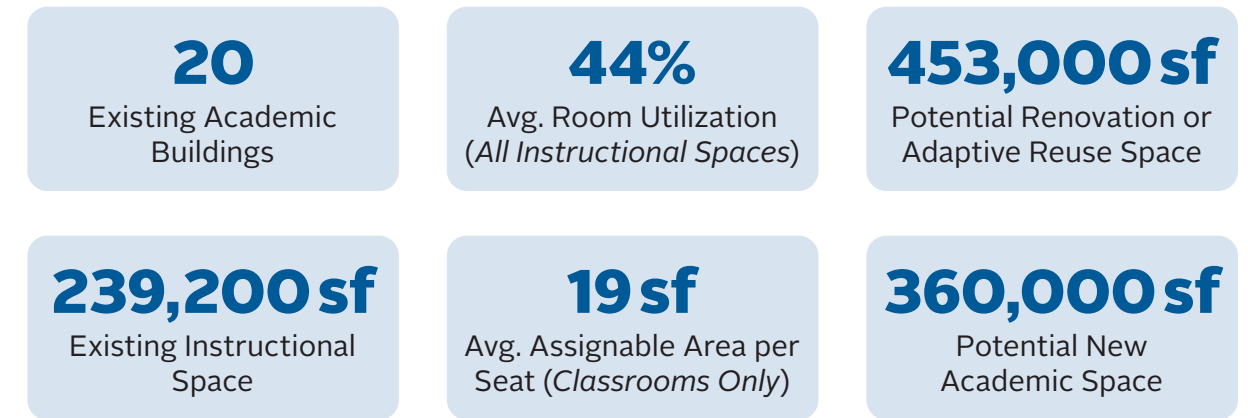 20
Existing Academic
Buildings
44%
Avg. Room Utilization
(All Instructional Spaces)
453,000 sf
Potential Renovation or
Adaptive Reuse Space
239,200 sf
Existing Instructional
Space
19 sf
Avg. Assignable Area per
Seat (Classrooms Only)
360,000 sf
Potential New
Academic Space